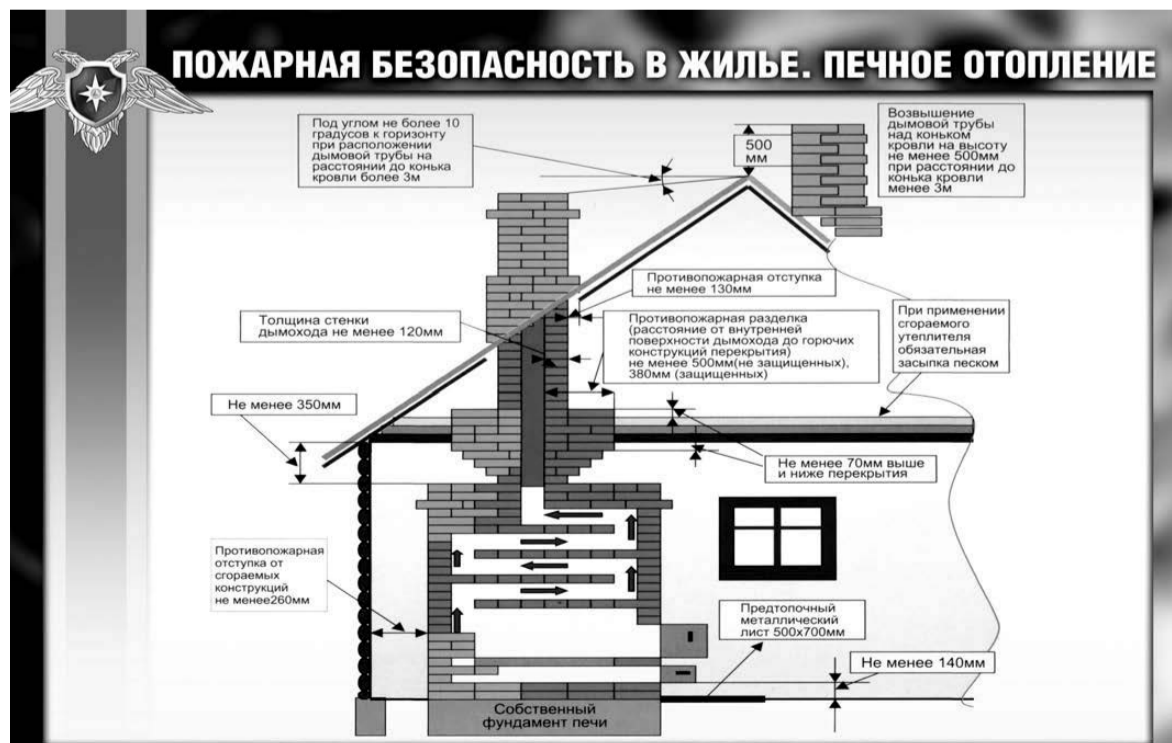 ПОЖАРНАЯ БЕЗОПАСНОСТЬ В ЖИЛЬЕ. ПЕЧНОЕ ОТОПЛЕНИЕ
Под углом не более 10
градусов к горизонту
при расположении
дымовой трубы на
расстоянии до конька
кровли более 3м
500
мм
Возвышение
дымовой трубы
над коньком
кровли на высоту
не менее 500мм
при расстоянии до
конька кровли
менее 3м
Противопожарная отступка
не менее 130мм
Толщина стенки
дымохода не менее 120мм
Противопожарная разделка
(расстояние от внутренней
поверхности дымохода до горючих
конструкций перекрытия)
не менее 500мм(не защищенных),
380мм (защищенных)
При применении
сгораемого
утеплителя
обязательная
засыпка песком
Не менее 350мм
Не менее 70мм выше
и ниже перекрытия
Противопожарная
отступка от
сгораемых
конструкций
не менее260мм
Предтопочный
металлический
лист 500х700мм
Не менее 140мм
Собственный
фундамент печи